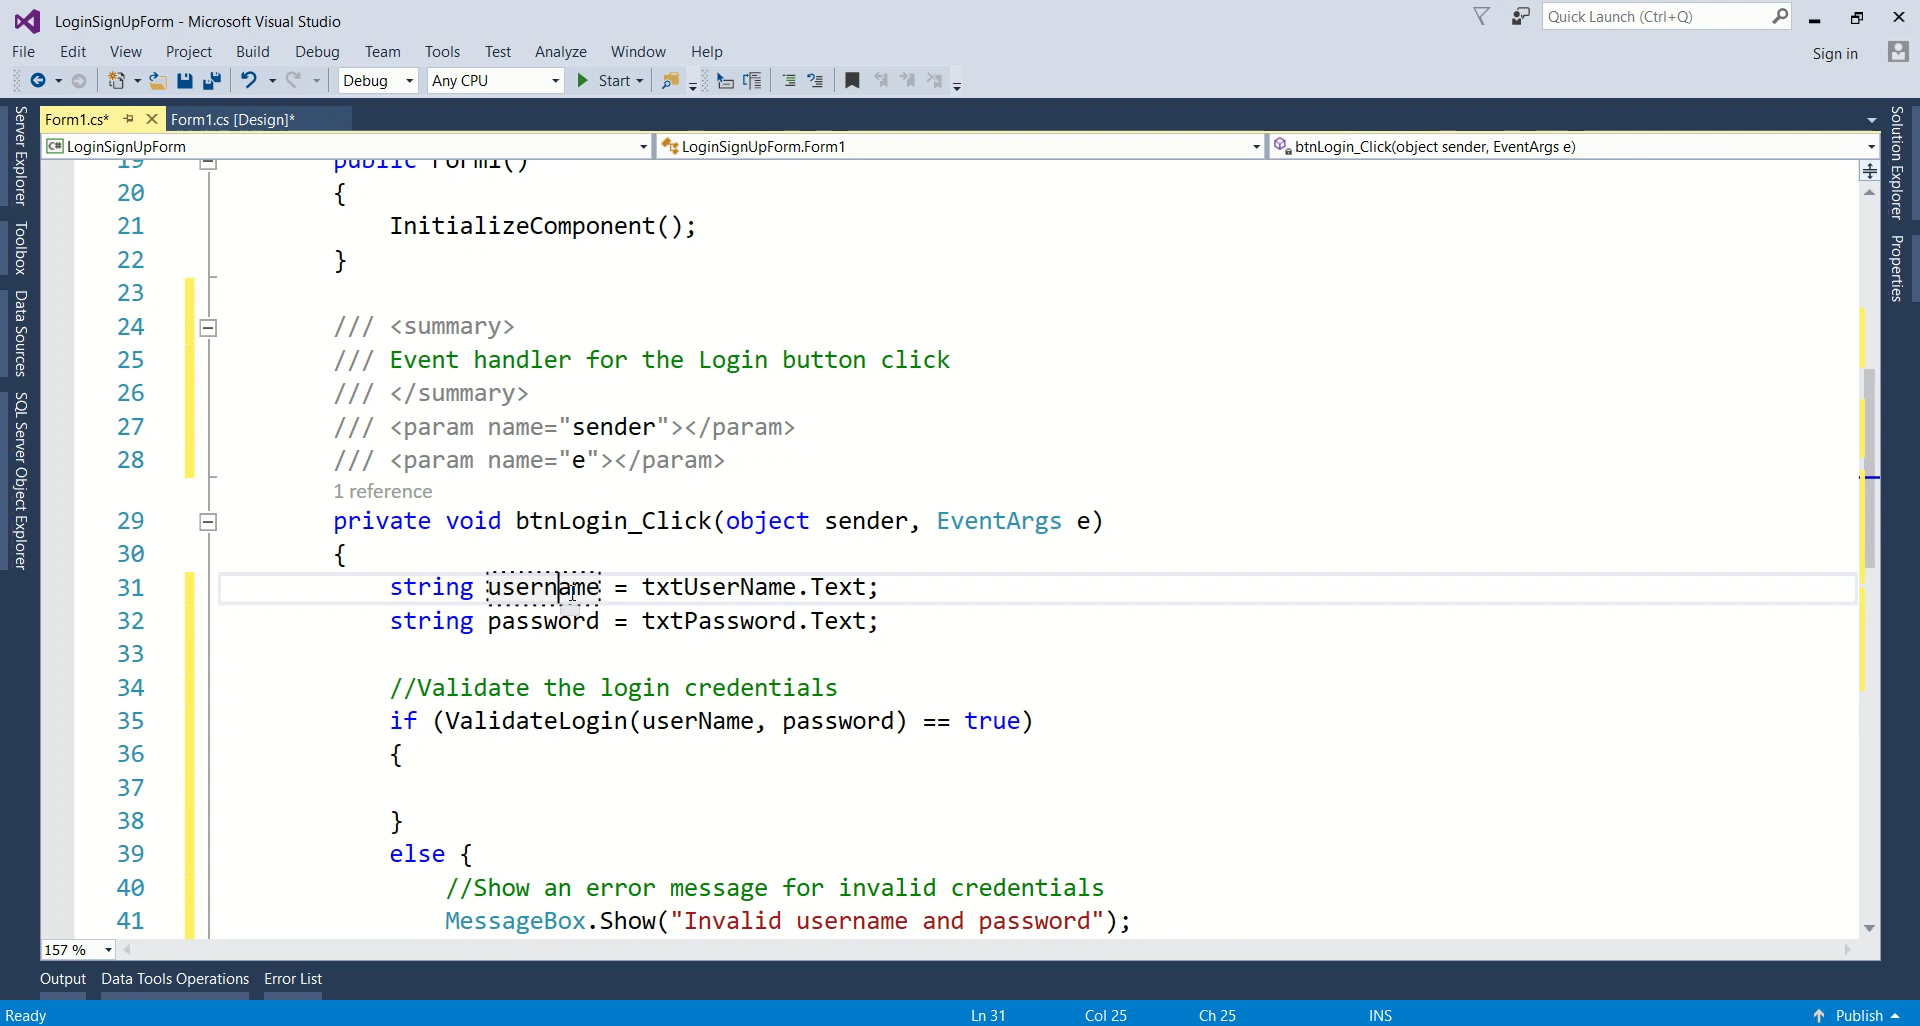 LoginSignUpForm - Microsoft Visual Studio
Quick Launch (Ctrl+Q)
File Edit View Project Build Debug Team Tools Test Analyze Window Help
Sign in
Debug Any CPU Start
Form1.cs* Form1.cs [Design]*
C# LoginSignUpForm LoginSignUpForm.Form1 btnLogin_Click(object sender, EventArgs e)
Server Explorer
Toolbox
Data Sources
SQL Server Object Explorer
Solution Explorer
Properties
19 public Form1()
20 {
21 InitializeComponent();
22 }
23
24 /// <summary>
25 /// Event handler for the Login button click
26 /// </summary>
27 /// <param name="sender"></param>
28 /// <param name="e"></param>
1 reference
29 private void btnLogin_Click(object sender, EventArgs e)
30 {
31 string username = txtUserName.Text;
32 string password = txtPassword.Text;
33
34 //Validate the login credentials
35 if (ValidateLogin(userName, password) == true)
36 {
37
38 }
39 else {
40 //Show an error message for invalid credentials
41 MessageBox.Show("Invalid username and password");
157 %
Output Data Tools Operations Error List
Ready Ln 31 Col 25 Ch 25 INS Publish